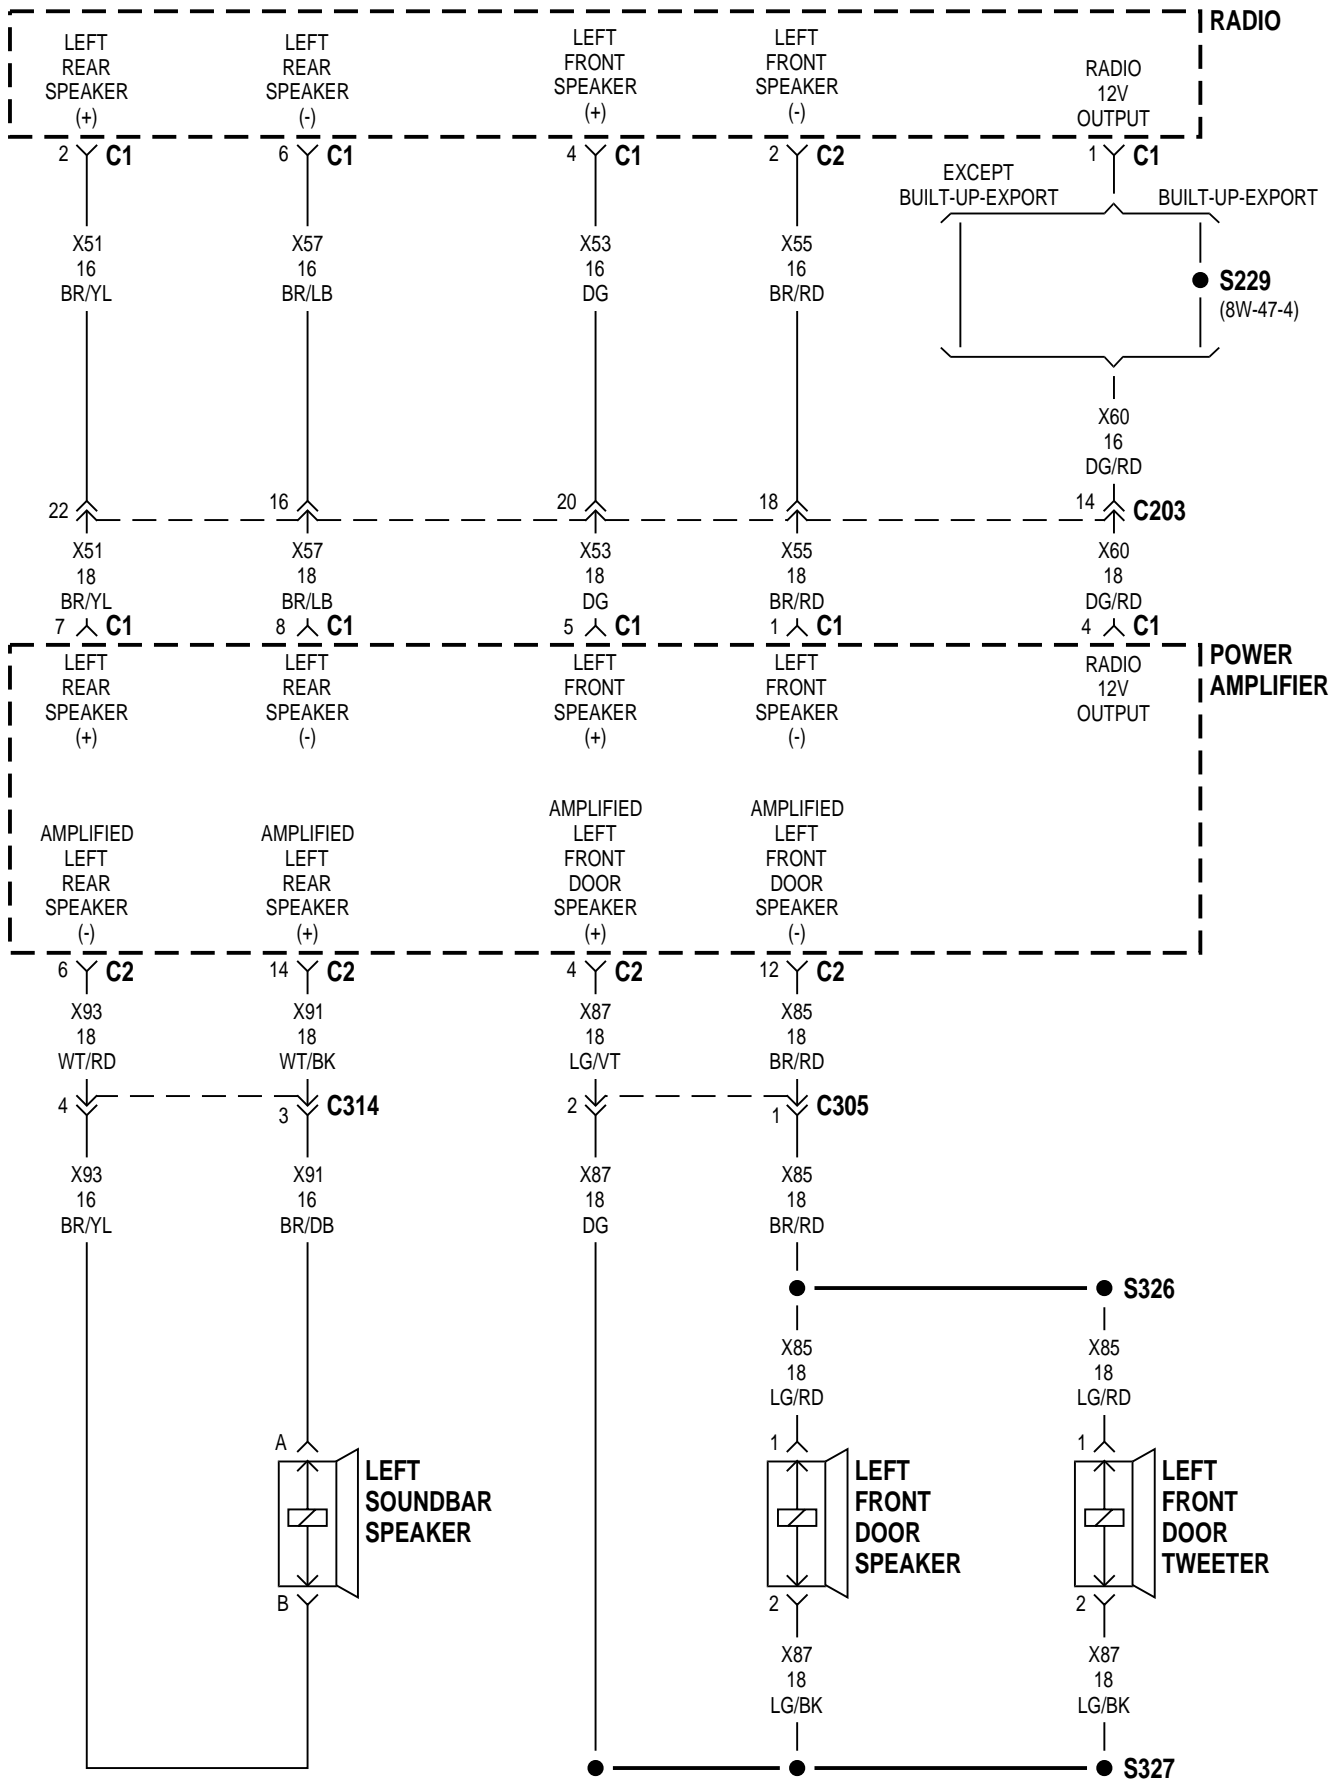 RADIO
LEFT
REAR
SPEAKER
(+)
LEFT
REAR
SPEAKER
(-)
LEFT
FRONT
SPEAKER
(+)
LEFT
FRONT
SPEAKER
(-)
RADIO
12V
OUTPUT
2 C1
6 C1
4 C1
2 C2
1 C1
EXCEPT
BUILT-UP-EXPORT
BUILT-UP-EXPORT
X51
16
BR/YL
X57
16
BR/LB
X53
16
DG
X55
16
BR/RD
S229
(8W-47-4)
X60
16
DG/RD
22
16
20
18
14 C203
X51
18
BR/YL
X57
18
BR/LB
X53
18
DG
X55
18
BR/RD
X60
18
DG/RD
7 C1
8 C1
5 C1
1 C1
4 C1
POWER
AMPLIFIER
LEFT
REAR
SPEAKER
(+)
LEFT
REAR
SPEAKER
(-)
LEFT
FRONT
SPEAKER
(+)
LEFT
FRONT
SPEAKER
(-)
RADIO
12V
OUTPUT
AMPLIFIED
LEFT
REAR
SPEAKER
(-)
AMPLIFIED
LEFT
REAR
SPEAKER
(+)
AMPLIFIED
LEFT
FRONT
DOOR
SPEAKER
(+)
AMPLIFIED
LEFT
FRONT
DOOR
SPEAKER
(-)
6 C2
14 C2
4 C2
12 C2
X93
18
WT/RD
X91
18
WT/BK
X87
18
LG/VT
X85
18
BR/RD
4
3 C314
2
1 C305
X93
16
BR/YL
X91
16
BR/DB
X87
18
DG
X85
18
BR/RD
S326
X85
18
LG/RD
X85
18
LG/RD
A
B
LEFT
SOUNDBAR
SPEAKER
1
2
LEFT
FRONT
DOOR
SPEAKER
1
2
LEFT
FRONT
DOOR
TWEETER
X87
18
LG/BK
X87
18
LG/BK
S327